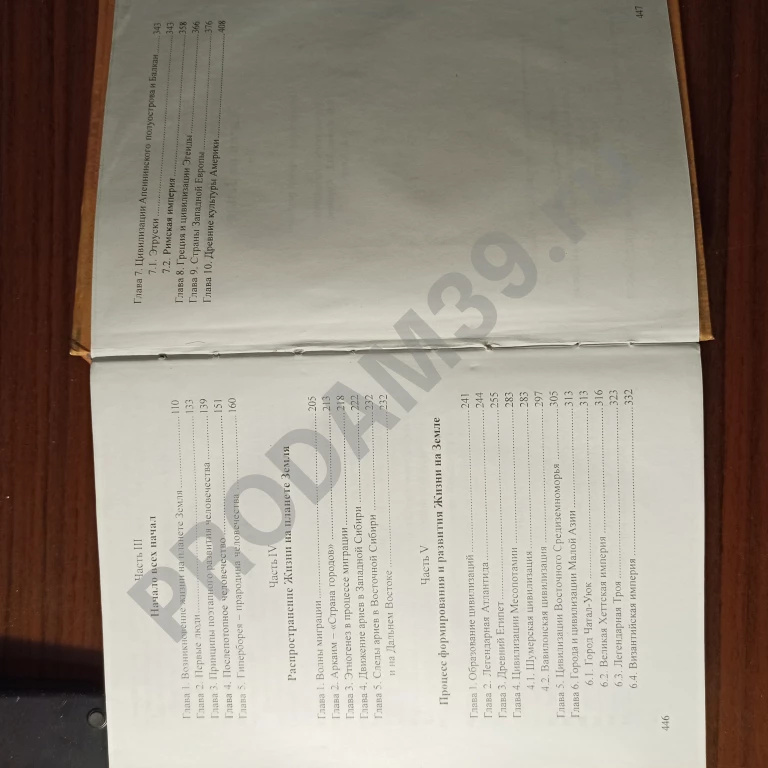 Часть III
Начало всех начал
Глава 1. Возникновение жизни на планете Земля ........ 110
Глава 2. Первые люди ........ 133
Глава 3. Принципы поэтапного развития человечества ........ 139
Глава 4. Послепотопное человечество ........ 151
Глава 5. Гиперборея – прародина человечества ........ 160
Часть IV
Распространение Жизни на планете Земля
Глава 1. Волны миграции ........ 205
Глава 2. Аркаим – «Страна городов» ........ 213
Глава 3. Этногенез в процессе миграции ........ 218
Глава 4. Движение ариев в Западной Сибири ........ 222
Глава 5. Следы ариев в Восточной Сибири ........ 232
и на Дальнем Востоке ........ 232
Часть V
Процесс формирования и развития Жизни на Земле
Глава 1. Образование цивилизаций ........ 241
Глава 2. Легендарная Атлантида ........ 244
Глава 3. Древний Египет ........ 255
Глава 4. Цивилизации Месопотамии ........ 283
4.1. Шумерская цивилизация ........ 283
4.2. Вавилонская цивилизация ........ 297
Глава 5. Цивилизации Восточного Средиземноморья ........ 305
Глава 6. Города и цивилизации Малой Азии ........ 313
6.1. Город Чатал-Уюк ........ 313
6.2. Великая Хеттская империя ........ 316
6.3. Легендарная Троя ........ 323
6.4. Византийская империя ........ 332
446
Глава 7. Цивилизации Апеннинского полуострова и Балкан ........ 343
7.1. Этруски ........ 343
7.2. Римская империя ........ 358
Глава 8. Греция и цивилизации Эгеиды ........ 366
Глава 9. Страны Западной Европы ........ 376
Глава 10. Древние культуры Америки ........ 408
447
PRODAM39.